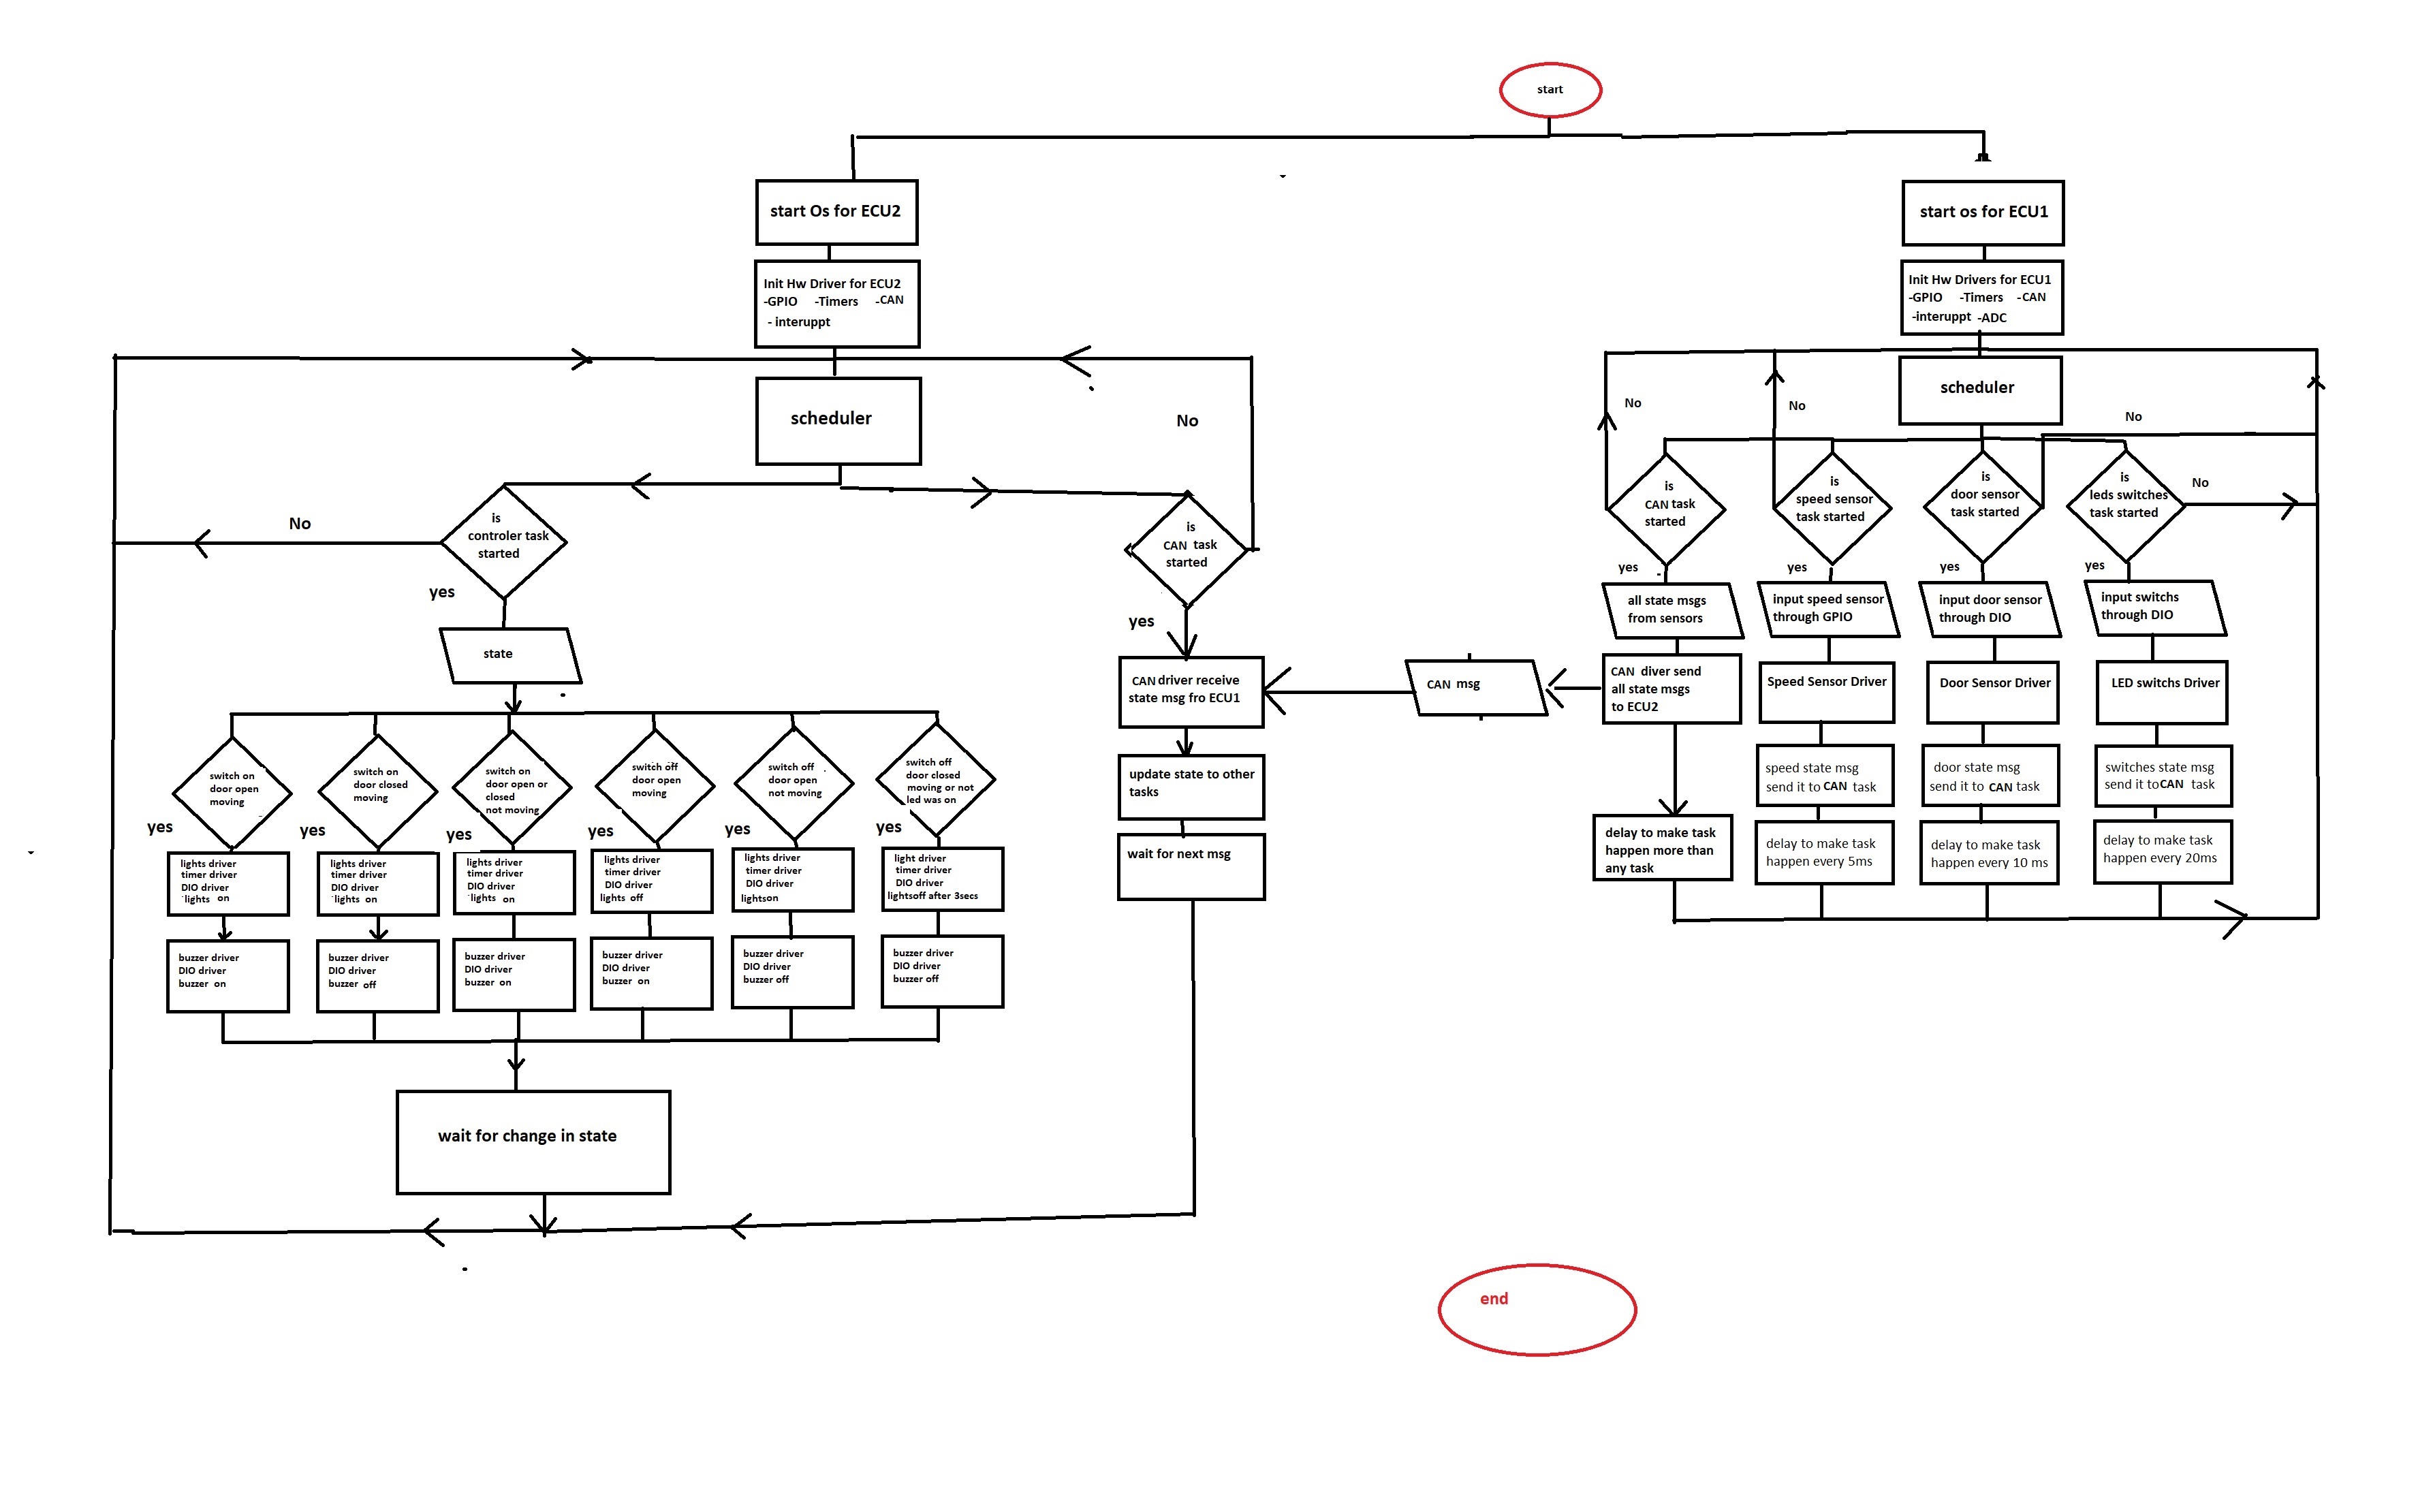 start
start Os for ECU2
start os for ECU1
Init Hw Driver for ECU2
-GPIO -Timers -CAN
- interuppt
Init Hw Drivers for ECU1
-GPIO -Timers -CAN
-interuppt -ADC
scheduler
scheduler
No
is
controler task
started
yes
No
is
CAN task
started
yes
state
switch on
door open
moving
yes
lights driver
timer driver
DIO driver
lights on
buzzer driver
DIO driver
buzzer on
switch on
door closed
moving
yes
lights driver
timer driver
DIO driver
lights on
buzzer driver
DIO driver
buzzer off
switch on
door open or
closed
not moving
yes
lights driver
timer driver
DIO driver
lights on
buzzer driver
DIO driver
buzzer on
switch off
door open
moving
yes
lights driver
timer driver
DIO driver
lights off
buzzer driver
DIO driver
buzzer on
switch off
door open
not moving
yes
lights driver
timer driver
DIO driver
lightson
buzzer driver
DIO driver
buzzer off
switch off
door closed
moving or not
led was on
yes
light driver
timer driver
DIO driver
lightsoff after 3secs
buzzer driver
DIO driver
buzzer off
wait for change in state
CAN driver receive
state msg fro ECU1
update state to other
tasks
wait for next msg
CAN msg
No
is
CAN task
started
yes
all state msgs
from sensors
CAN diver send
all state msgs
to ECU2
delay to make task
happen more than
any task
No
is
speed sensor
task started
yes
input speed sensor
through GPIO
Speed Sensor Driver
speed state msg
send it to CAN task
delay to make task
happen every 5ms
No
is
door sensor
task started
yes
input door sensor
through DIO
Door Sensor Driver
door state msg
send it to CAN task
delay to make task
happen every 10 ms
No
is
leds switches
task started
yes
input switchs
through DIO
LED switchs Driver
switches state msg
send it to CAN task
delay to make task
happen every 20ms
end